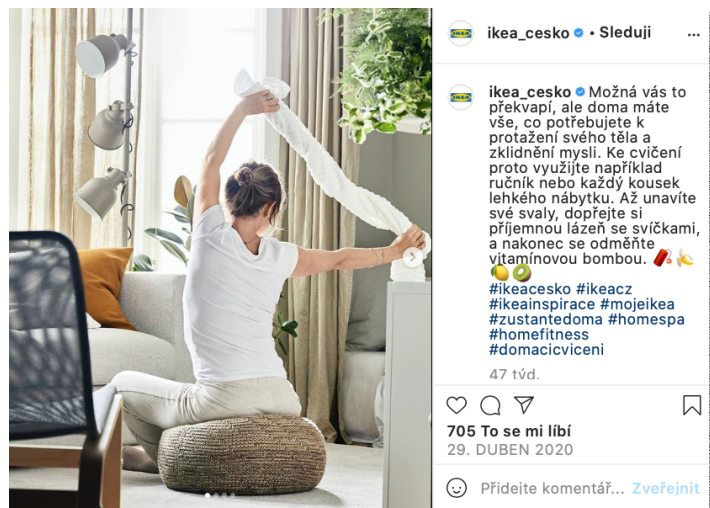 IKEA
ikea_cesko • Sleduji
...
IKEA
ikea_cesko Možná vás to
překvapí, ale doma máte
vše, co potřebujete k
protažení svého těla a
zklidnění mysli. Ke cvičení
proto využijte například
ručník nebo každý kousek
lehkého nábytku. Až unavíte
své svaly, dopřejte si
příjemnou lázeň se svíčkami,
a nakonec se odměňte
vitamínovou bombou. 🧧🍌
🍋🥝
#ikeacesko #ikeacz
#ikeainspirace #mojeikea
#zustantedoma #homespa
#homefitness
#domacicviceni
47 týd.
705 To se mi líbí
29. DUBEN 2020
Přidejte komentář... Zveřejnit